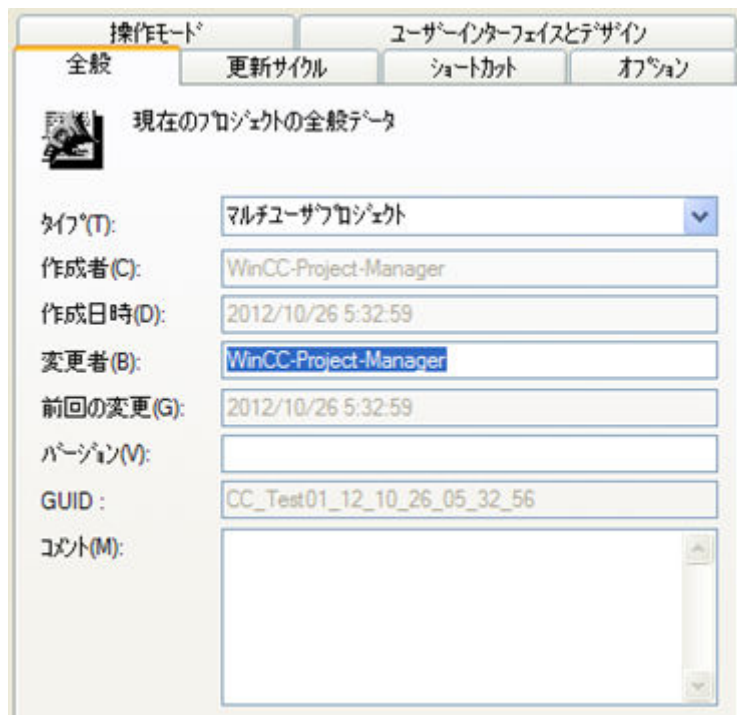 操作モード
ユーザーインターフェイスとデザイン
全般
更新サイクル
ショートカット
オプション
現在のプロジェクトの全般データ
タイプ(T):
マルチユーザプロジェクト
作成者(C):
WinCC-Project-Manager
作成日時(D):
2012/10/26 5:32:59
変更者(B):
WinCC-Project-Manager
前回の変更(G):
2012/10/26 5:32:59
バージョン(V):
GUID :
CC_Test01_12_10_26_05_32_56
コメント(M):